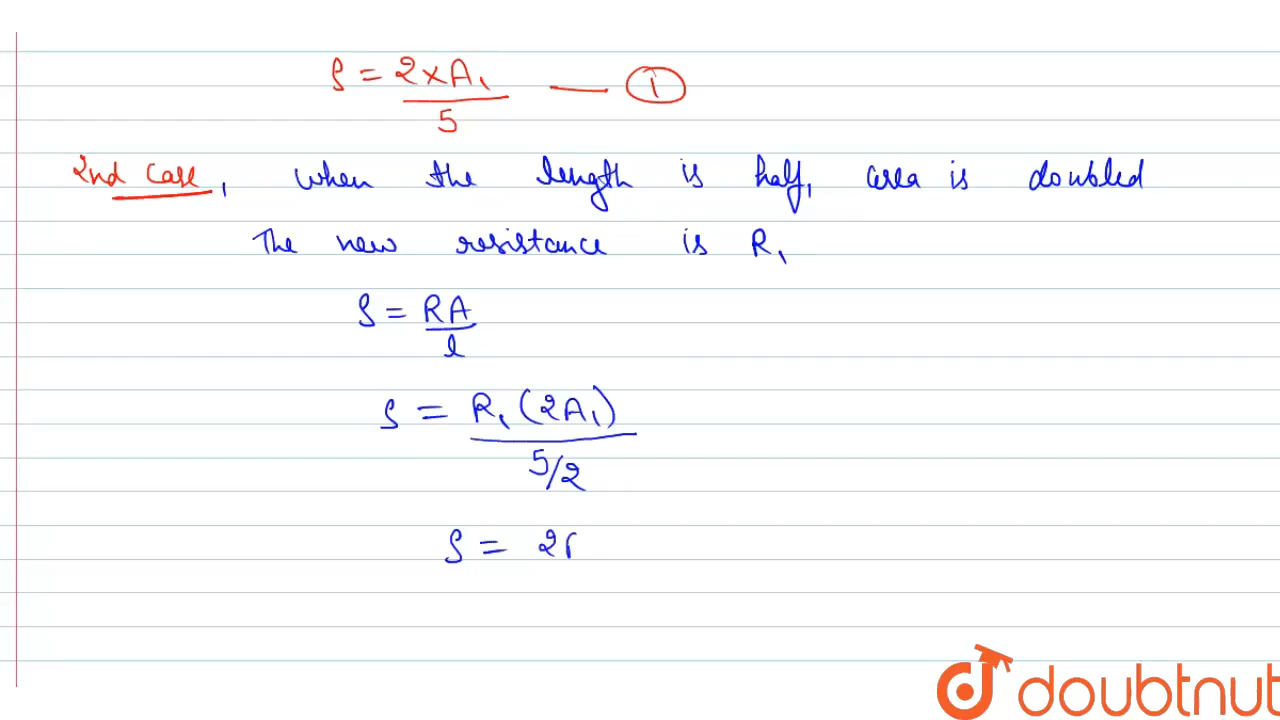 ρ = 2×A₁/5 — ①
2nd Case, When the length is half, area is doubled
The new resistance is R₁
ρ = RA/l
ρ = R₁(2A₁)/5/2
ρ = 2
doubtnut